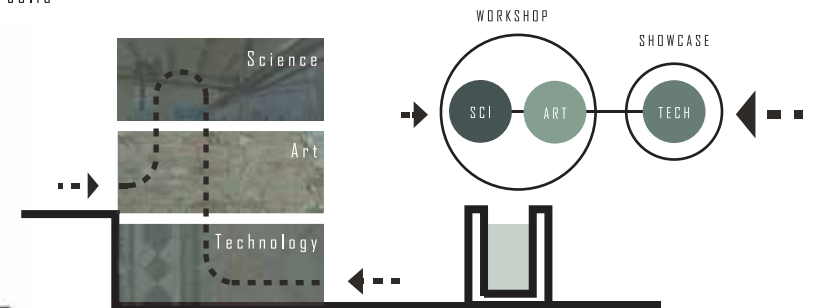 Science
Art
Technology
WORKSHOP
SCI
ART
SHOWCASE
TECH